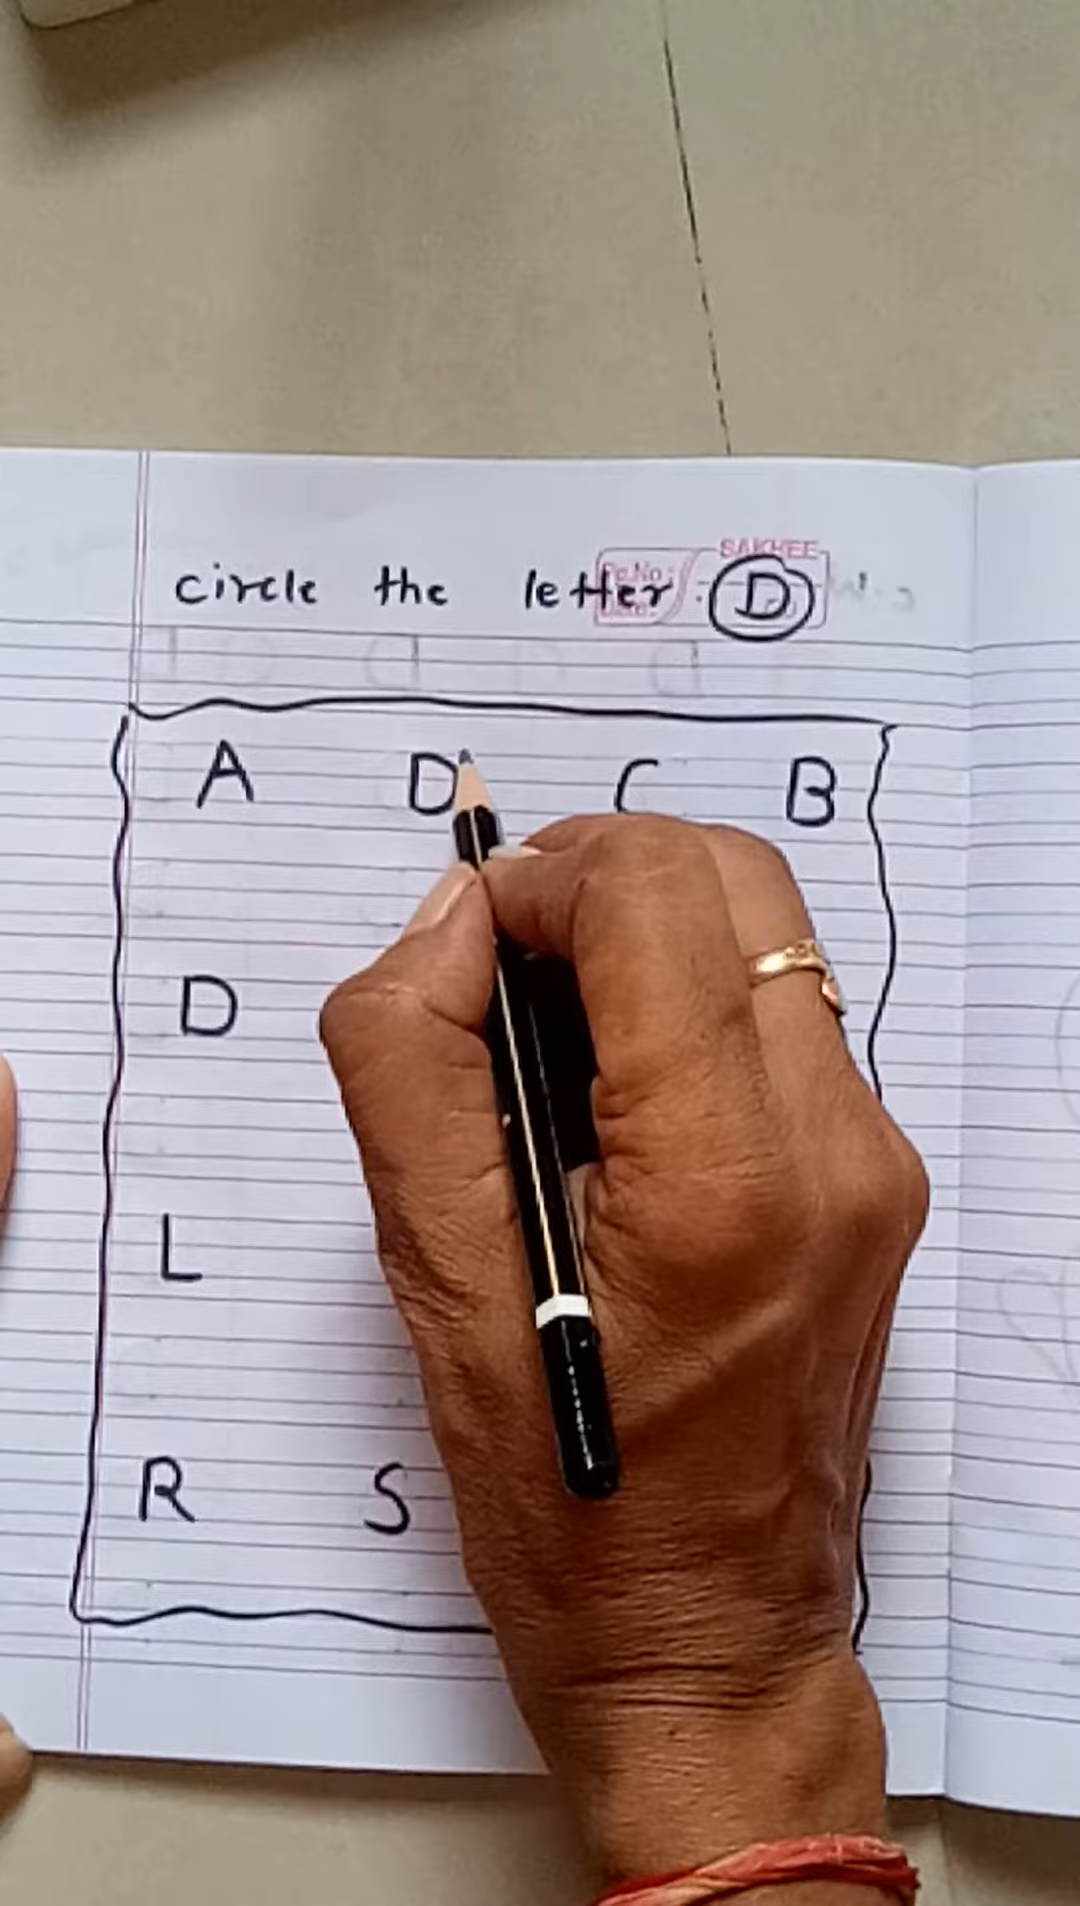 SAKHEE
circle the letter : D
A D C B
D
L
R S